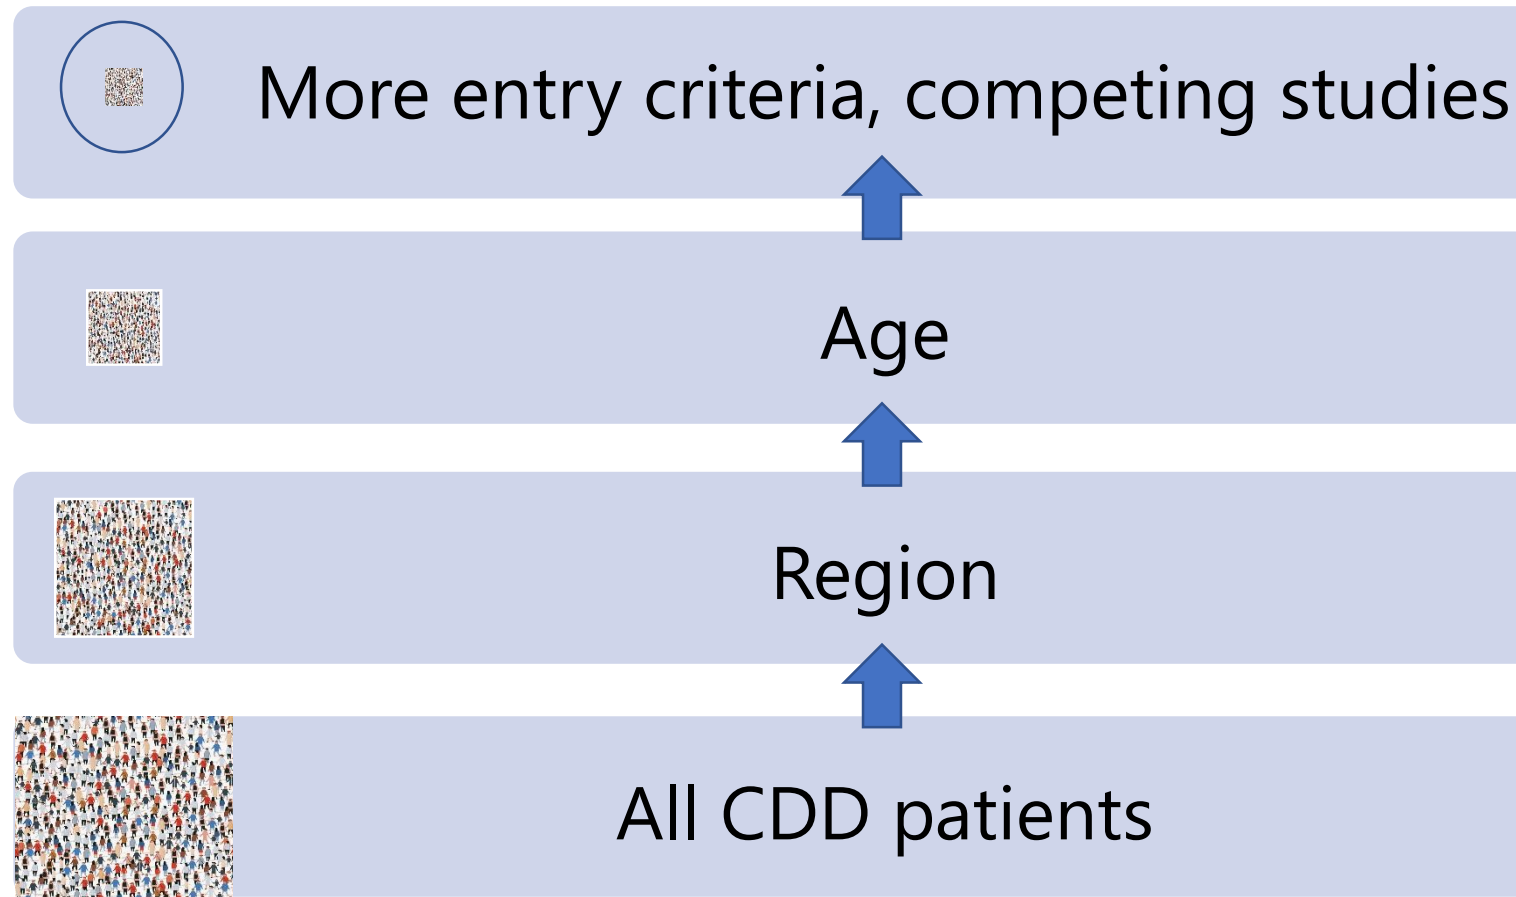 More entry criteria, competing studies
Age
Region
All CDD patients